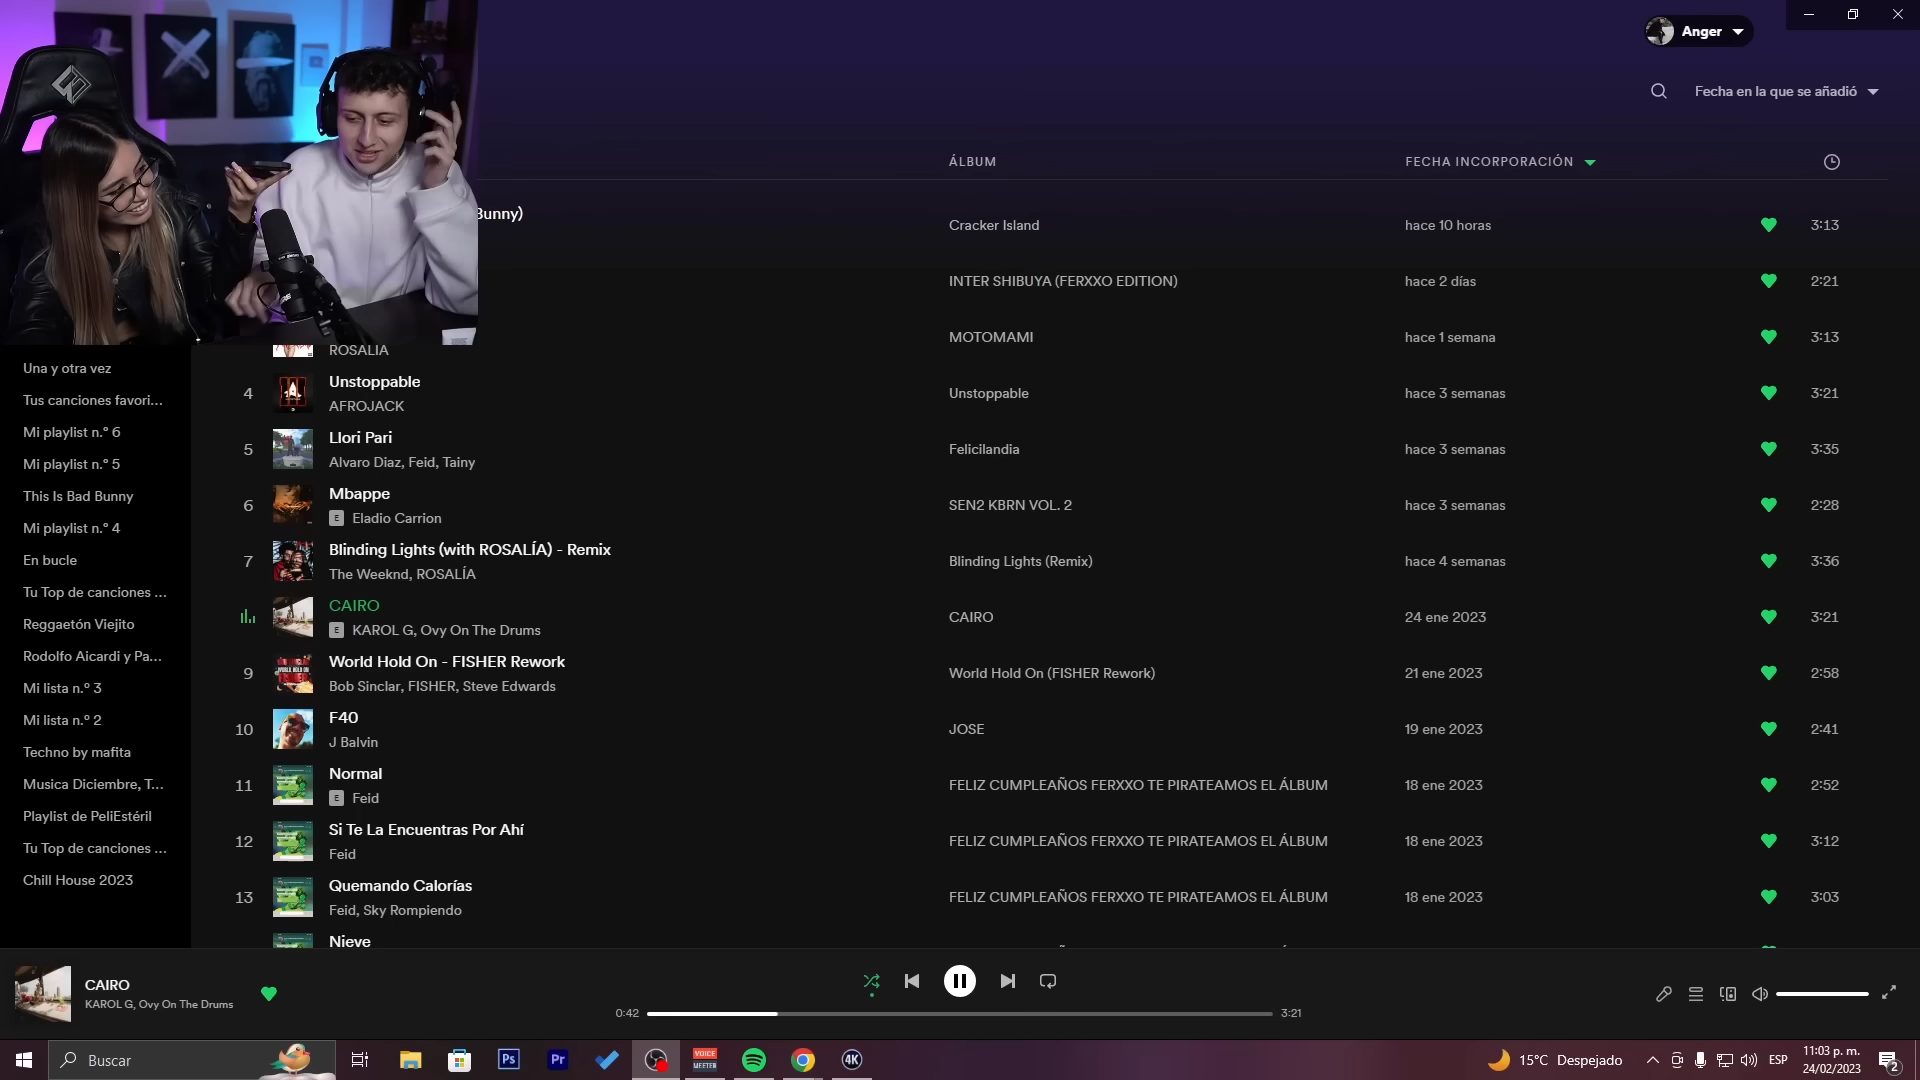 Anger
Fecha en la que se añadió
ÁLBUM
FECHA INCORPORACIÓN
Bunny)
Cracker Island
hace 10 horas
3:13
INTER SHIBUYA (FERXXO EDITION)
hace 2 días
2:21
ROSALÍA
MOTOMAMI
hace 1 semana
3:13
4
Unstoppable
AFROJACK
Unstoppable
hace 3 semanas
3:21
5
Llori Pari
Alvaro Diaz, Feid, Tainy
Felicilandia
hace 3 semanas
3:35
6
Mbappe
E Eladio Carrion
SEN2 KBRN VOL. 2
hace 3 semanas
2:28
7
Blinding Lights (with ROSALÍA) - Remix
The Weeknd, ROSALÍA
Blinding Lights (Remix)
hace 4 semanas
3:36
CAIRO
E KAROL G, Ovy On The Drums
CAIRO
24 ene 2023
3:21
9
World Hold On - FISHER Rework
Bob Sinclar, FISHER, Steve Edwards
World Hold On (FISHER Rework)
21 ene 2023
2:58
10
F40
J Balvin
JOSE
19 ene 2023
2:41
11
Normal
E Feid
FELIZ CUMPLEAÑOS FERXXO TE PIRATEAMOS EL ÁLBUM
18 ene 2023
2:52
12
Si Te La Encuentras Por Ahí
Feid
FELIZ CUMPLEAÑOS FERXXO TE PIRATEAMOS EL ÁLBUM
18 ene 2023
3:12
13
Quemando Calorías
Feid, Sky Rompiendo
FELIZ CUMPLEAÑOS FERXXO TE PIRATEAMOS EL ÁLBUM
18 ene 2023
3:03
Nieve
Una y otra vez
Tus canciones favori...
Mi playlist n.º 6
Mi playlist n.º 5
This Is Bad Bunny
Mi playlist n.º 4
En bucle
Tu Top de canciones ...
Reggaetón Viejito
Rodolfo Aicardi y Pa...
Mi lista n.º 3
Mi lista n.º 2
Techno by mafita
Musica Diciembre, T...
Playlist de PeliEstéril
Tu Top de canciones ...
Chill House 2023
CAIRO
KAROL G, Ovy On The Drums
0:42
3:21
Buscar
Ps
Pr
VOICE
MEETER
4K
15°C Despejado
ESP
11:03 p. m.
24/02/2023
2